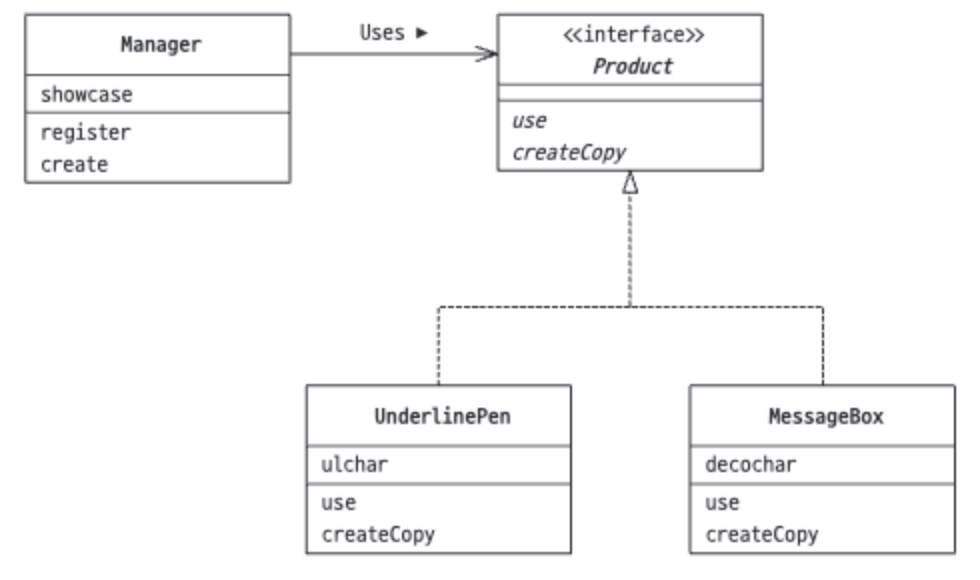 Manager
showcase
register
create
Uses ▶
≪interface≫
Product
use
createCopy
UnderlinePen
ulchar
use
createCopy
MessageBox
decochar
use
createCopy